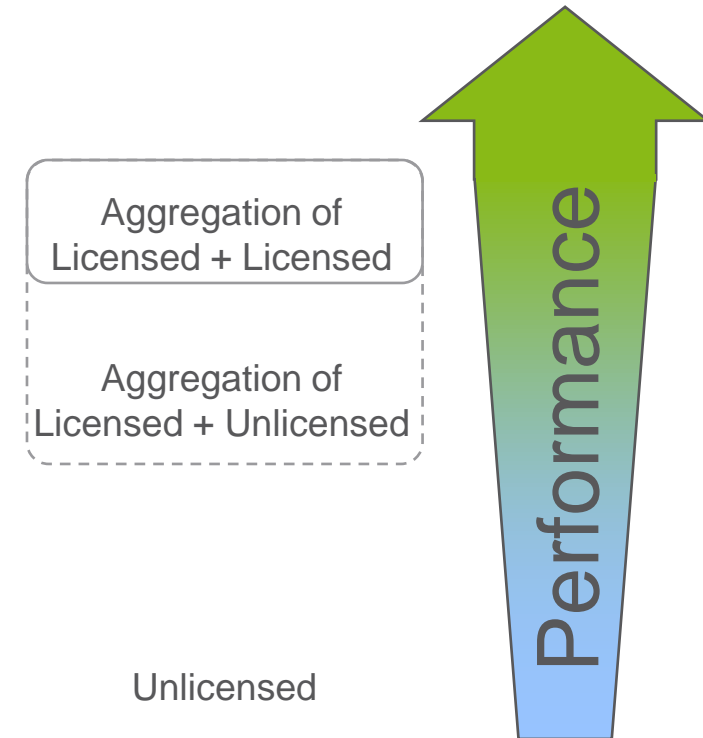 Aggregation of
Licensed + Licensed
Aggregation of
Licensed + Unlicensed
Unlicensed
Performance